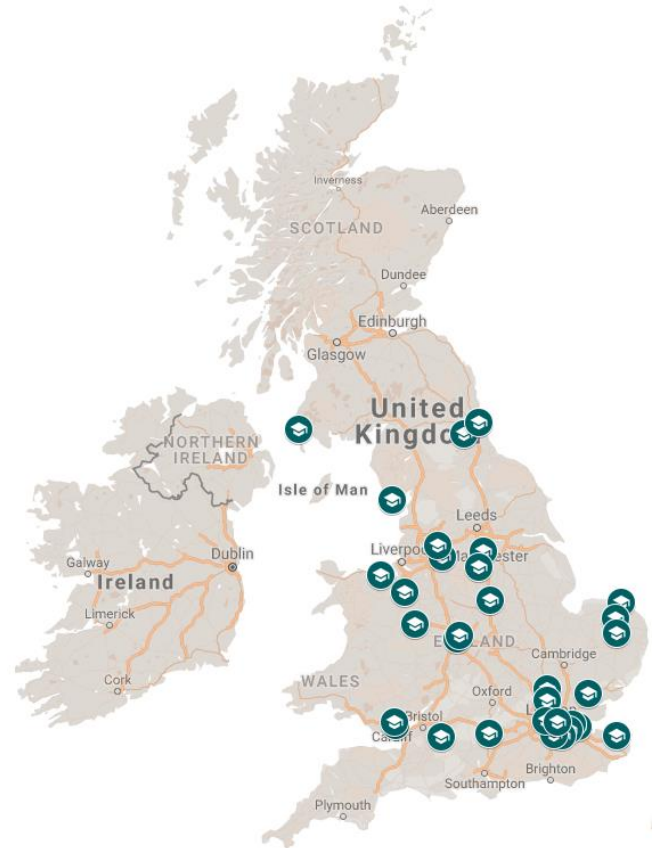 Inverness
SCOTLAND
Aberdeen
Dundee
Edinburgh
Glasgow
United
Kingdo
NORTHERN
IRELAND
Isle of Man
Leeds
Liverpoo
Dublin
Galway
Ireland
Limerick
Cambridge
Cork
WALES
Oxford
Bristol
Southampton
Brighton
Plymouth